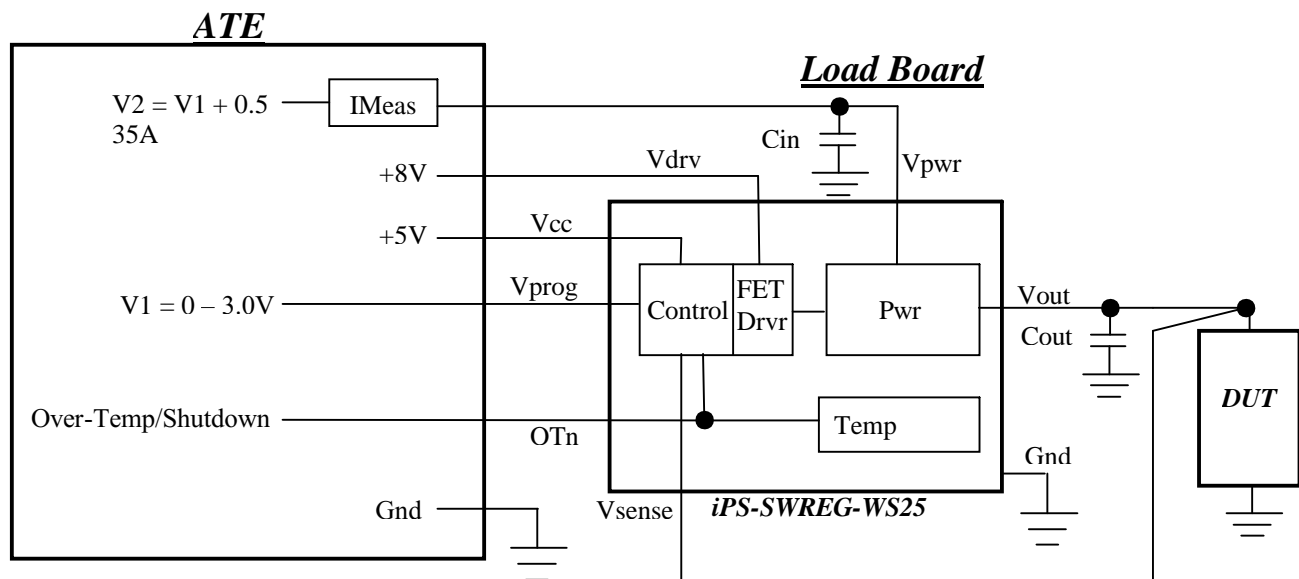 ATE
Load Board
V2 = V1 + 0.5
35A
IMeas
Cin
Vpwr
+8V
Vdrv
+5V
Vcc
V1 = 0 – 3.0V
Vprog
Control
FET
Drvr
Pwr
Vout
Cout
DUT
Over-Temp/Shutdown
OTn
Temp
Gnd
Gnd
Vsense
iPS-SWREG-WS25